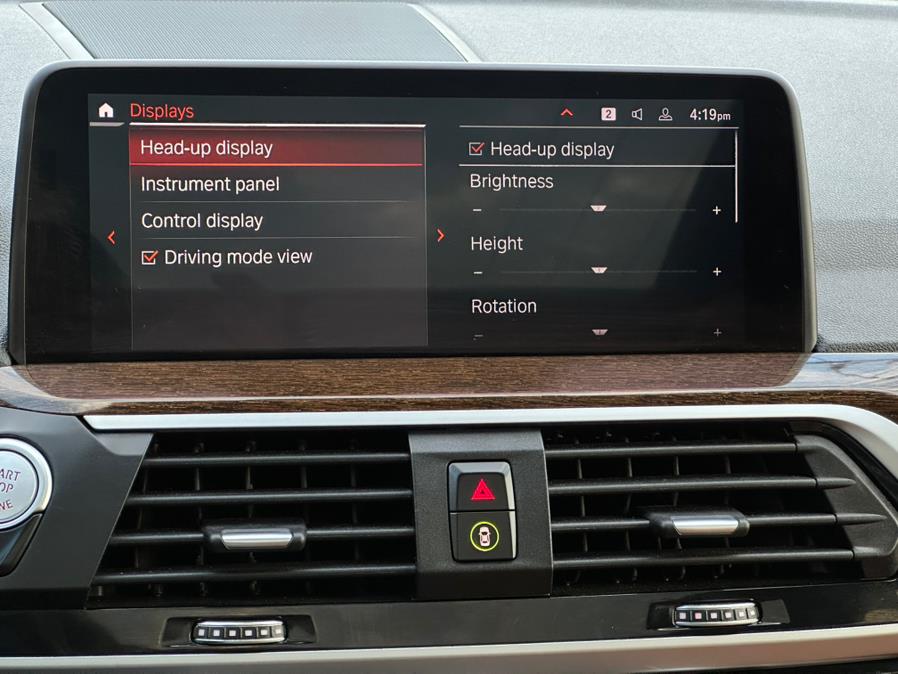 Displays
2
4:19pm
Head-up display
Instrument panel
Control display
Driving mode view
Head-up display
Brightness
Height
Rotation